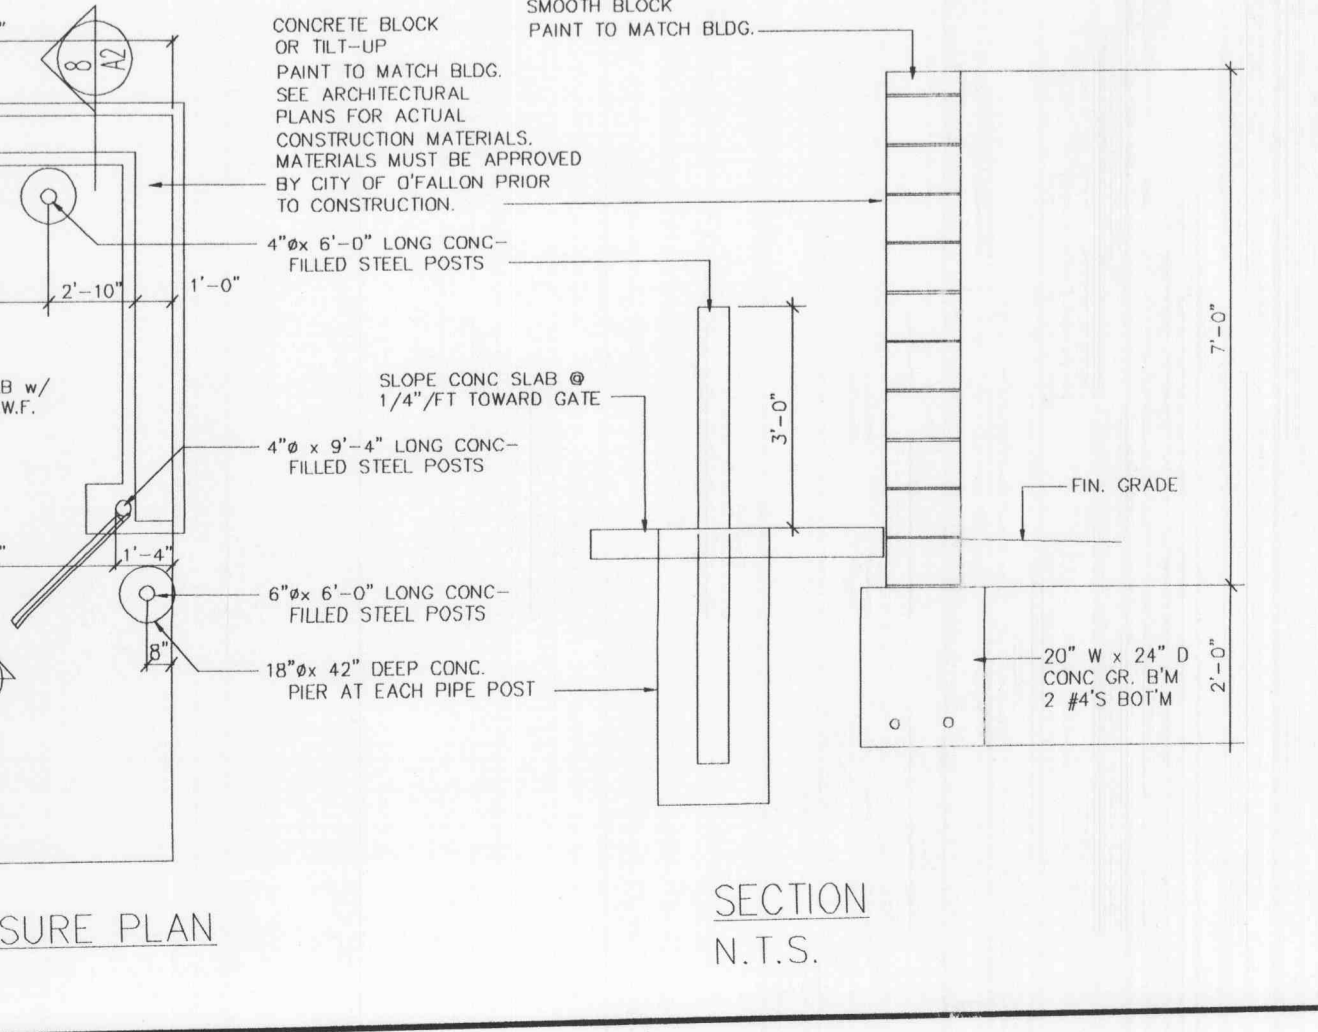 SMOOTH BLOCK
PAINT TO MATCH BLDG.
CONCRETE BLOCK
OR TILT-UP
PAINT TO MATCH BLDG.
SEE ARCHITECTURAL
PLANS FOR ACTUAL
CONSTRUCTION MATERIALS.
MATERIALS MUST BE APPROVED
BY CITY OF O'FALLON PRIOR
TO CONSTRUCTION.
8
A2
4"øx 6'-0" LONG CONC-
FILLED STEEL POSTS
2'-10"
1'-0"
B w/
W.F.
SLOPE CONC SLAB @
1/4"/FT TOWARD GATE
3'-0"
7'-0"
4"ø x 9'-4" LONG CONC-
FILLED STEEL POSTS
FIN. GRADE
1'-4"
6"øx 6'-0" LONG CONC-
FILLED STEEL POSTS
8"
18"øx 42" DEEP CONC.
PIER AT EACH PIPE POST
20" W x 24" D
CONC GR. B'M
2 #4'S BOT'M
2'-0"
SURE PLAN
SECTION
N.T.S.